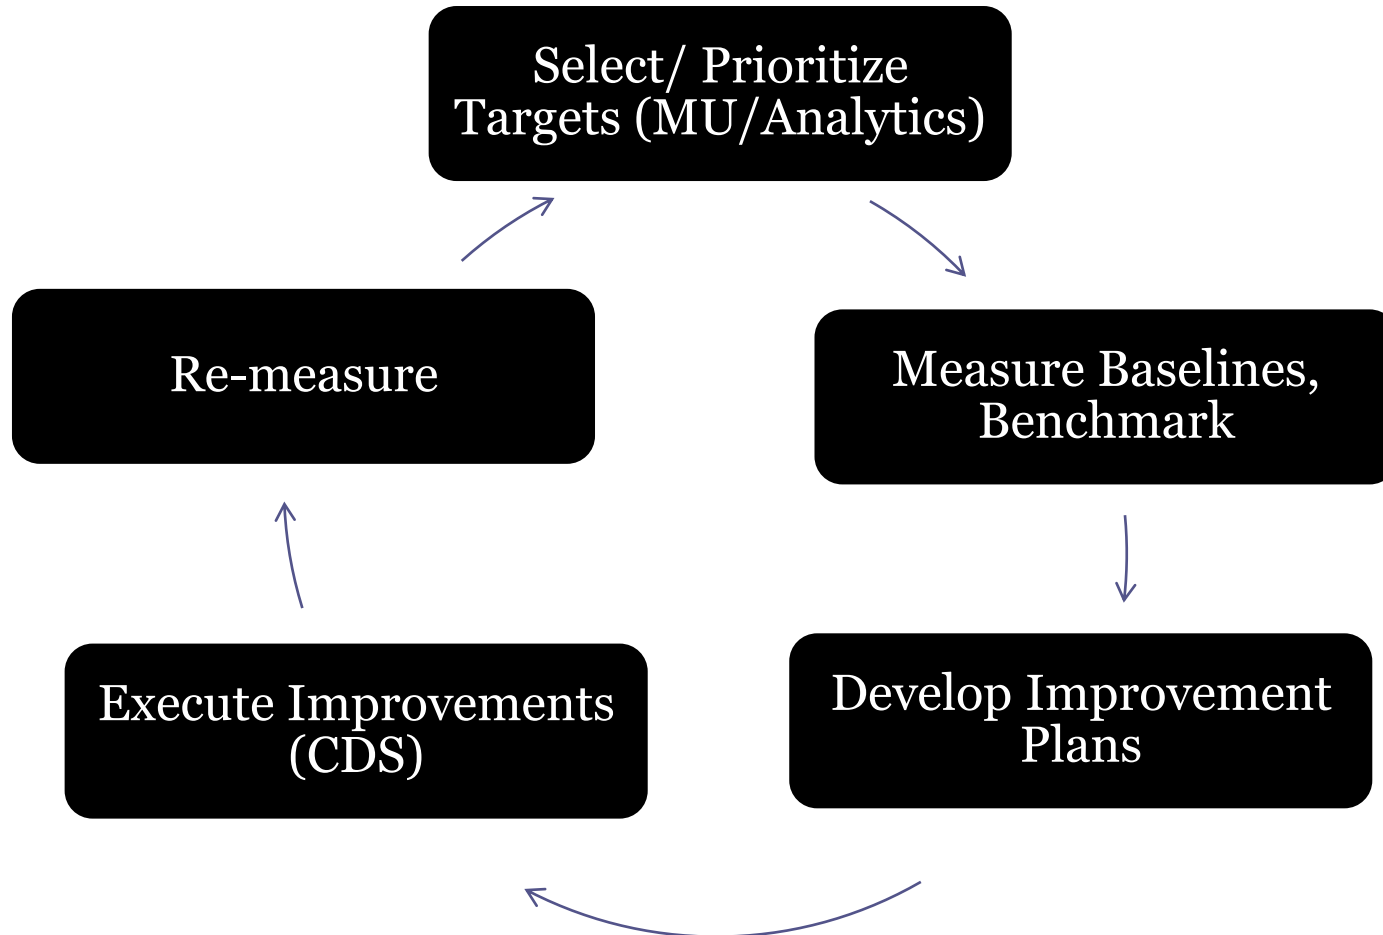 Select/ Prioritize
Targets (MU/Analytics)
Measure Baselines,
Benchmark
Develop Improvement
Plans
Execute Improvements
(CDS)
Re-measure